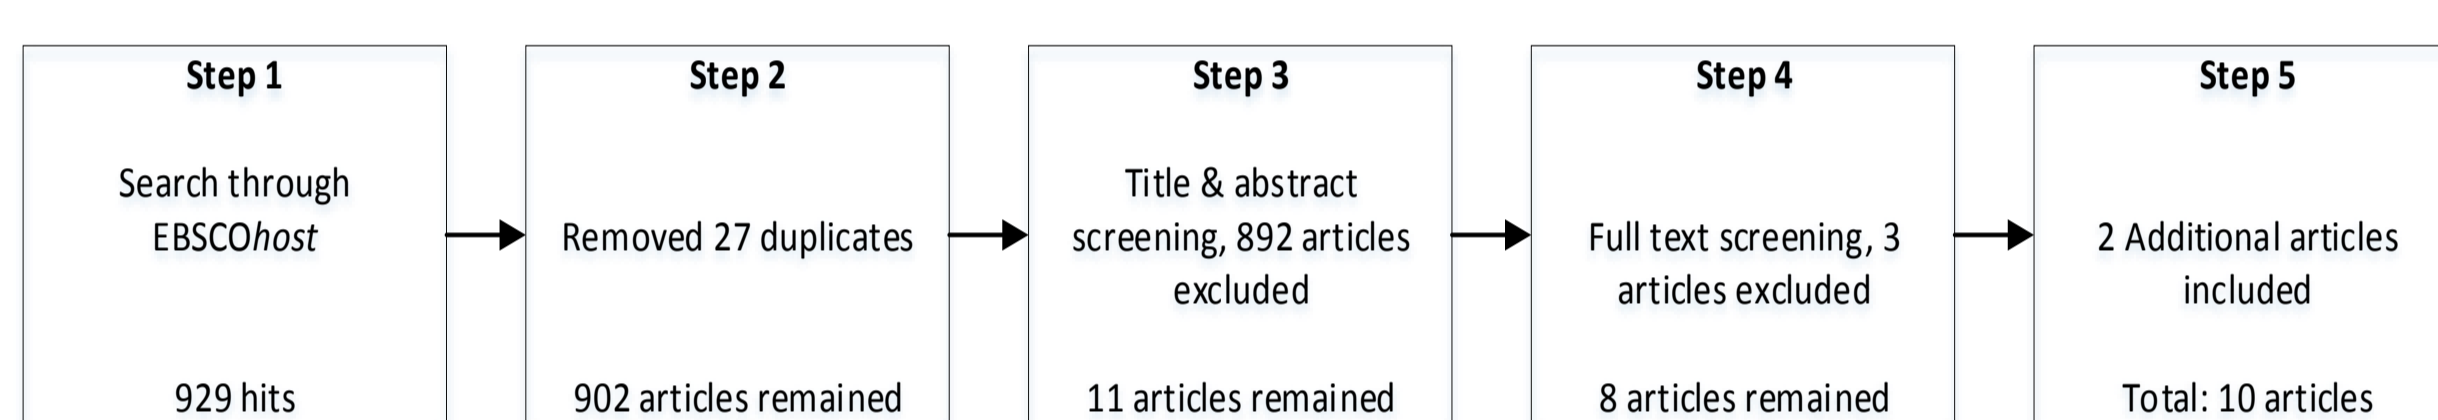 Step 1
Search through
EBSCOhost
929 hits
Step 2
Removed 27 duplicates
902 articles remained
Step 3
Title & abstract
screening, 892 articles
excluded
11 articles remained
Step 4
Full text screening, 3
articles excluded
8 articles remained
Step 5
2 Additional articles
included
Total: 10 articles